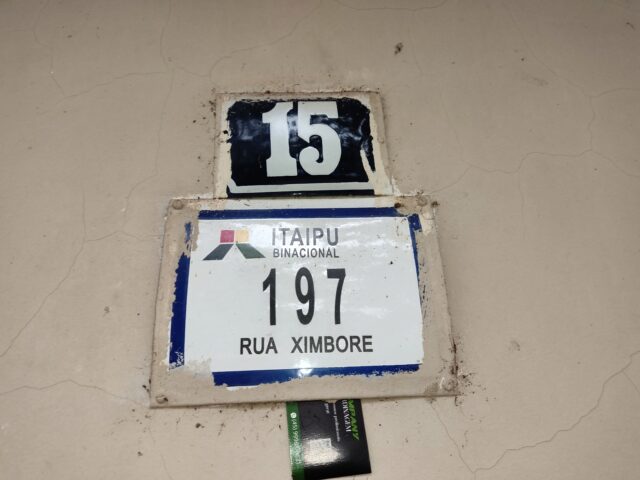 15
ITAIPU
BINACIONAL
197
RUA XIMBORE